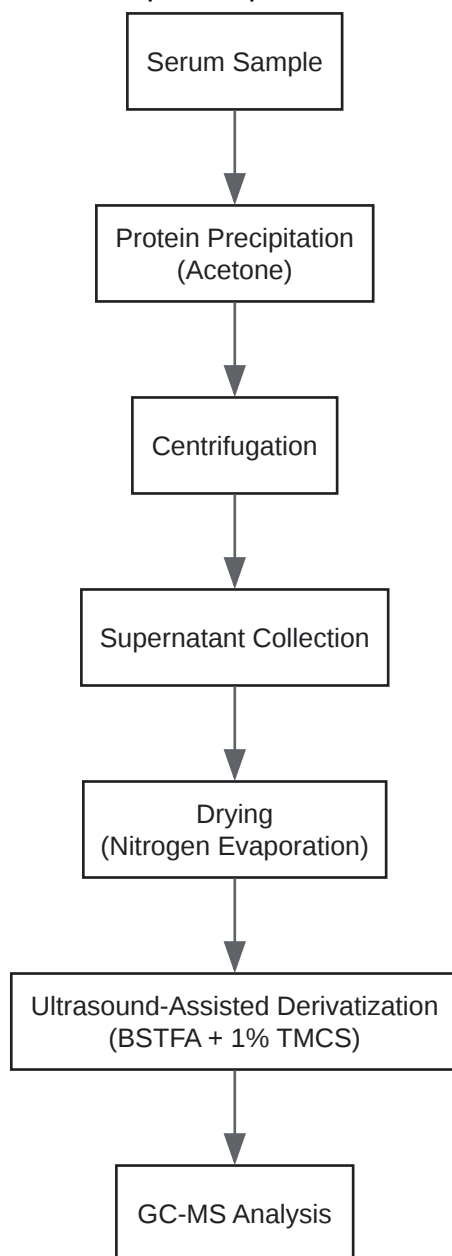 Serum Sample
Protein Precipitation
(Acetone)
Centrifugation
Supernatant Collection
Drying
(Nitrogen Evaporation)
Ultrasound-Assisted Derivatization
(BSTFA + 1% TMCS)
GC-MS Analysis